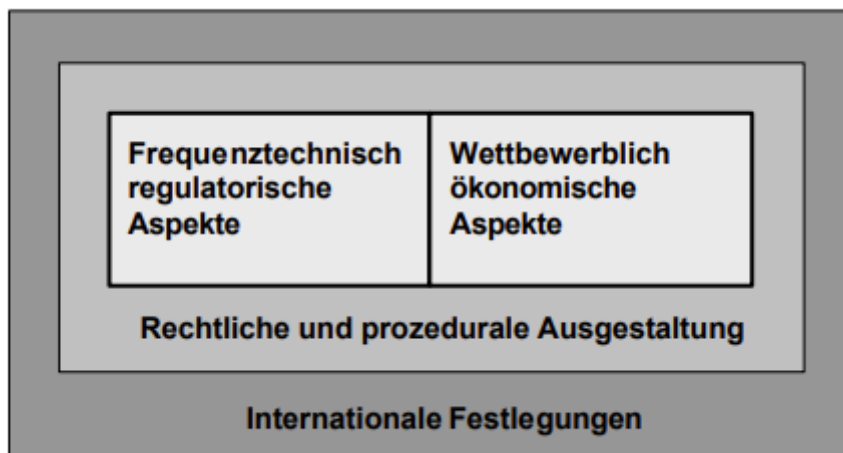 Frequenztechnisch
regulatorische
Aspekte
Wettbewerblich
ökonomische
Aspekte
Rechtliche und prozedurale Ausgestaltung
Internationale Festlegungen